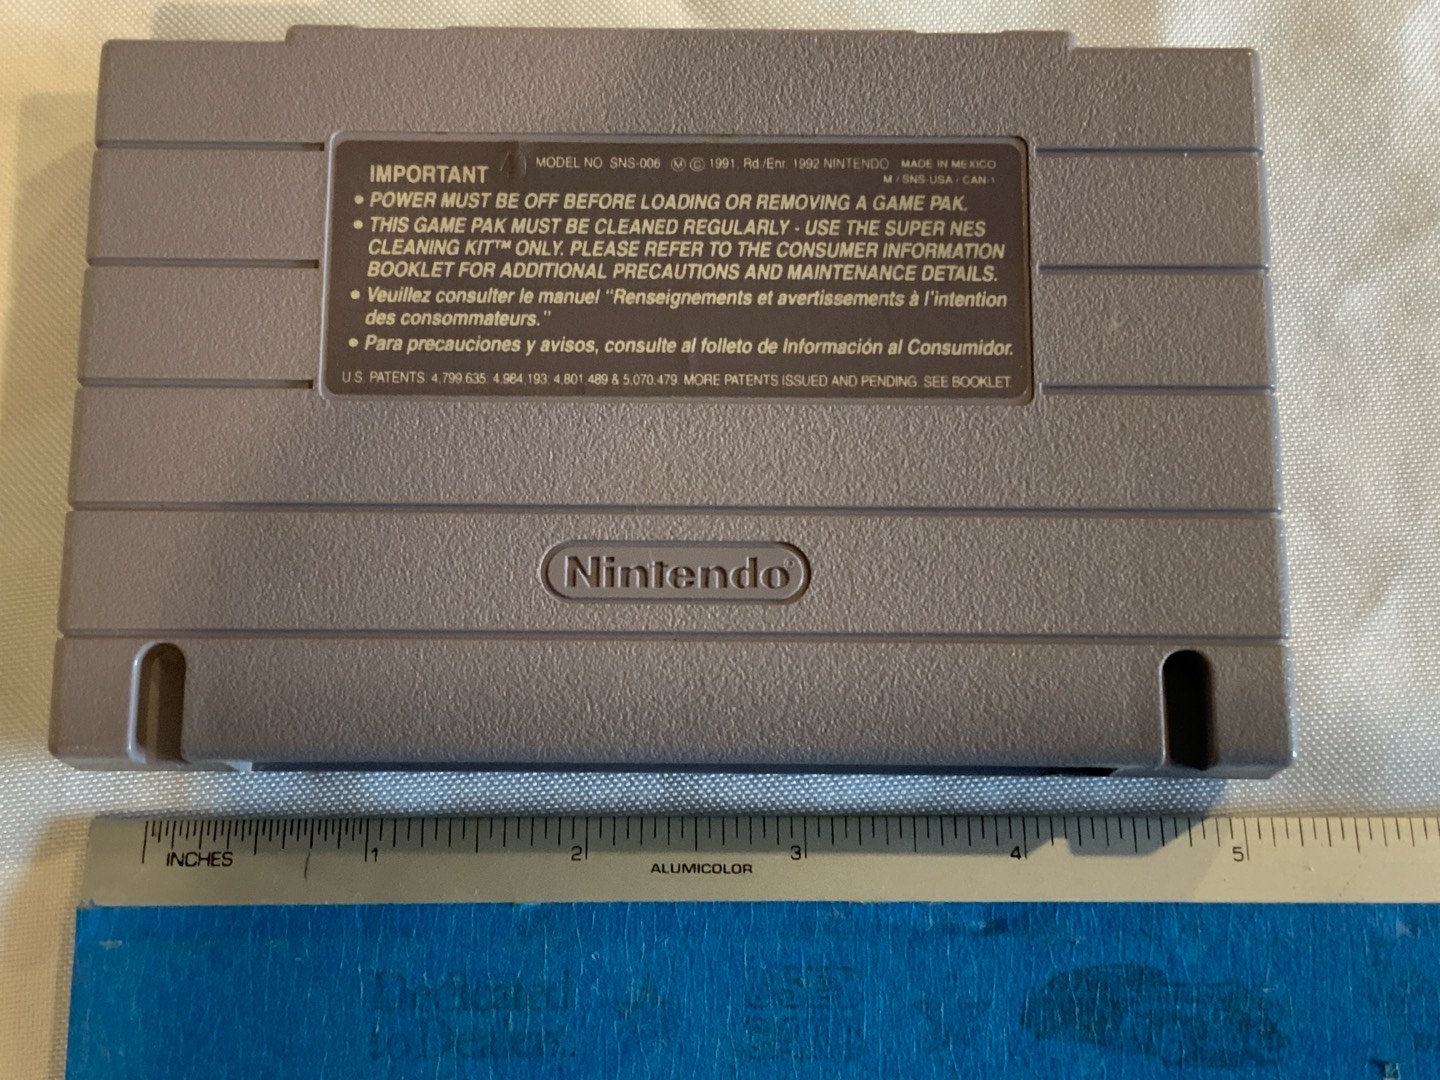 IMPORTANT MODEL NO SNS-006 Ⓜ © 1991. Rd./Enr. 1992 NINTENDO MADE IN MEXICO
M / SNS-USA / CAN-1
• POWER MUST BE OFF BEFORE LOADING OR REMOVING A GAME PAK.
• THIS GAME PAK MUST BE CLEANED REGULARLY - USE THE SUPER NES
CLEANING KIT™ ONLY. PLEASE REFER TO THE CONSUMER INFORMATION
BOOKLET FOR ADDITIONAL PRECAUTIONS AND MAINTENANCE DETAILS.
• Veuillez consulter le manuel "Renseignements et avertissements à l'intention
des consommateurs."
• Para precauciones y avisos, consulte al folleto de Información al Consumidor.
U.S. PATENTS: 4,799,635; 4,984,193; 4,801,489 & 5,070,479 MORE PATENTS ISSUED AND PENDING. SEE BOOKLET.
Nintendo®
1 2 3 4 5
INCHES ALUMICOLOR
Dedicated